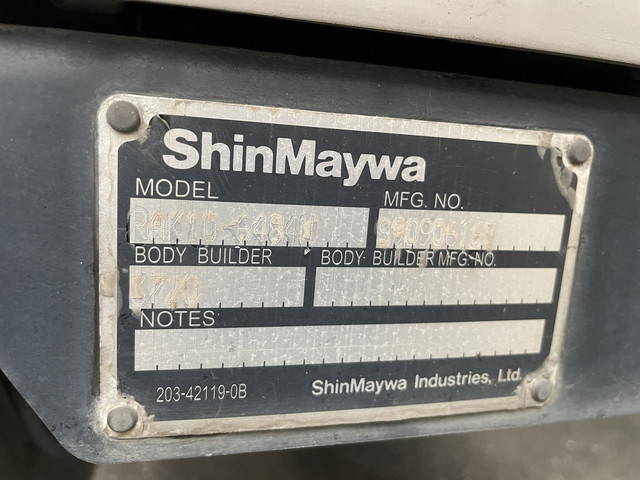 ShinMaywa
MODEL MFG. NO.
BODY BUILDER BODY BUILDER MFG. NO.
NOTES
203-42119-0B ShinMaywa Industries, Ltd.